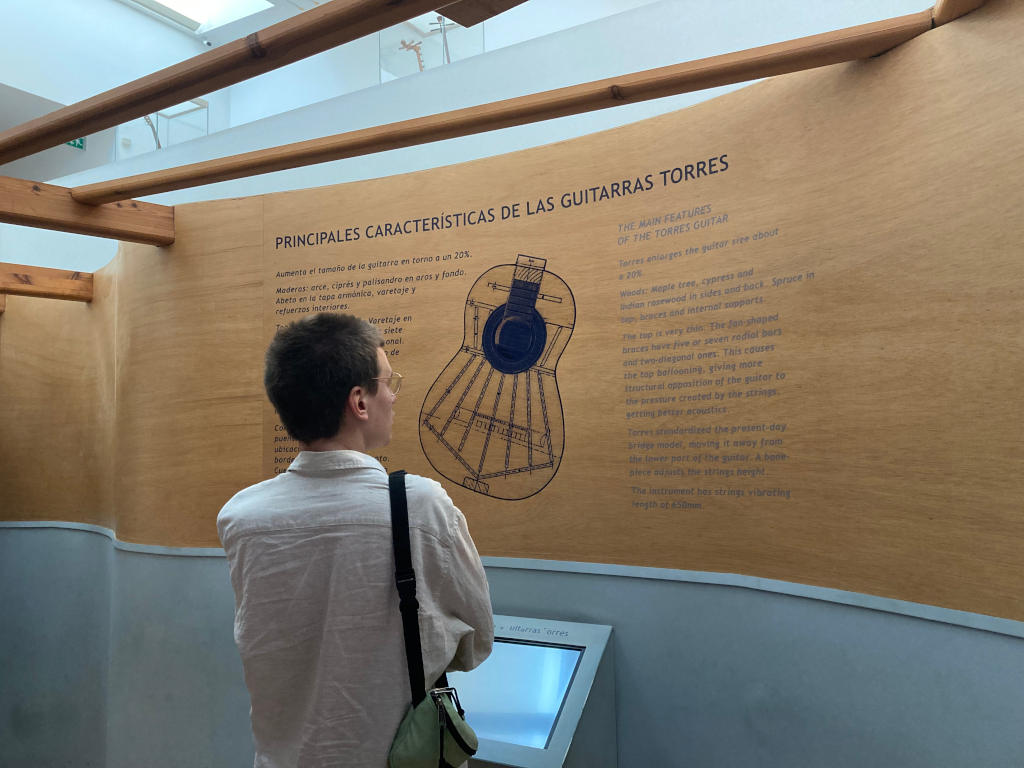 PRINCIPALES CARACTERÍSTICAS DE LAS GUITARRAS TORRES
Aumenta el tamaño de la guitarra en torno a un 20%.
Maderas: arce, ciprés y palisandro en aros y fondo.
Abeto en la tapa armónica, varetaje y
refuerzos interiores.
Varetaje en
siete
onal.
de
THE MAIN FEATURES
OF THE TORRES GUITAR
Torres enlarges the guitar size about
a 20%.
Woods: Maple tree, cypress and
Indian rosewood in sides and back. Spruce in
top, braces and internal supports.
The top is very thin. The fan-shaped
braces have five or seven radial bars
and two-diagonal ones. This causes
the top ballooning, giving more
structural opposition of the guitar to
the pressure created by the strings,
getting better acoustics.
Torres standardized the present-day
bridge model, moving it away from
the lower part of the guitar. A bone-
piece adjusts the strings height.
The instrument has strings vibrating
length of 650mm.